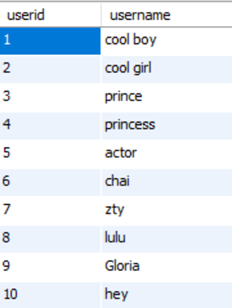 userid username
1 cool boy
2 cool girl
3 prince
4 princess
5 actor
6 chai
7 zty
8 lulu
9 Gloria
10 hey